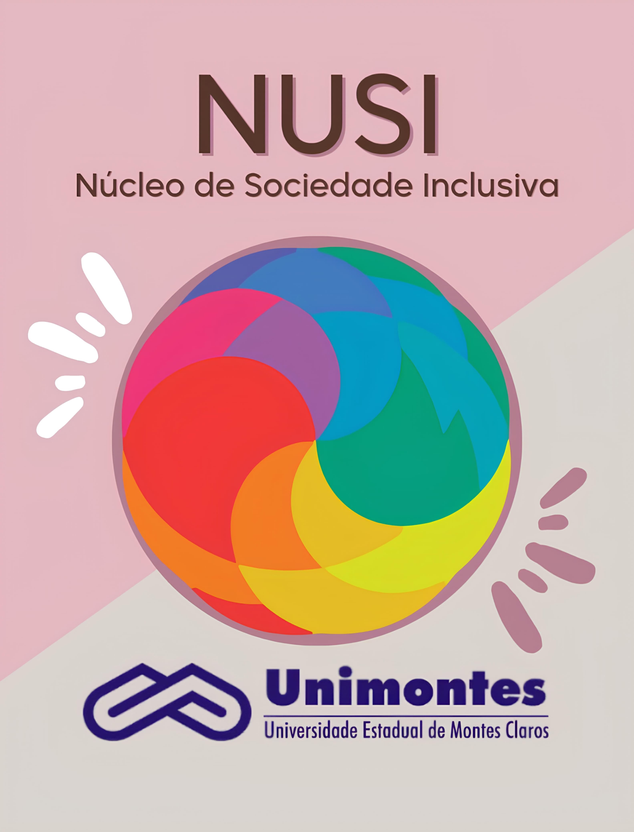 NUSI
Núcleo de Sociedade Inclusiva
Unimontes
Universidade Estadual de Montes Claros